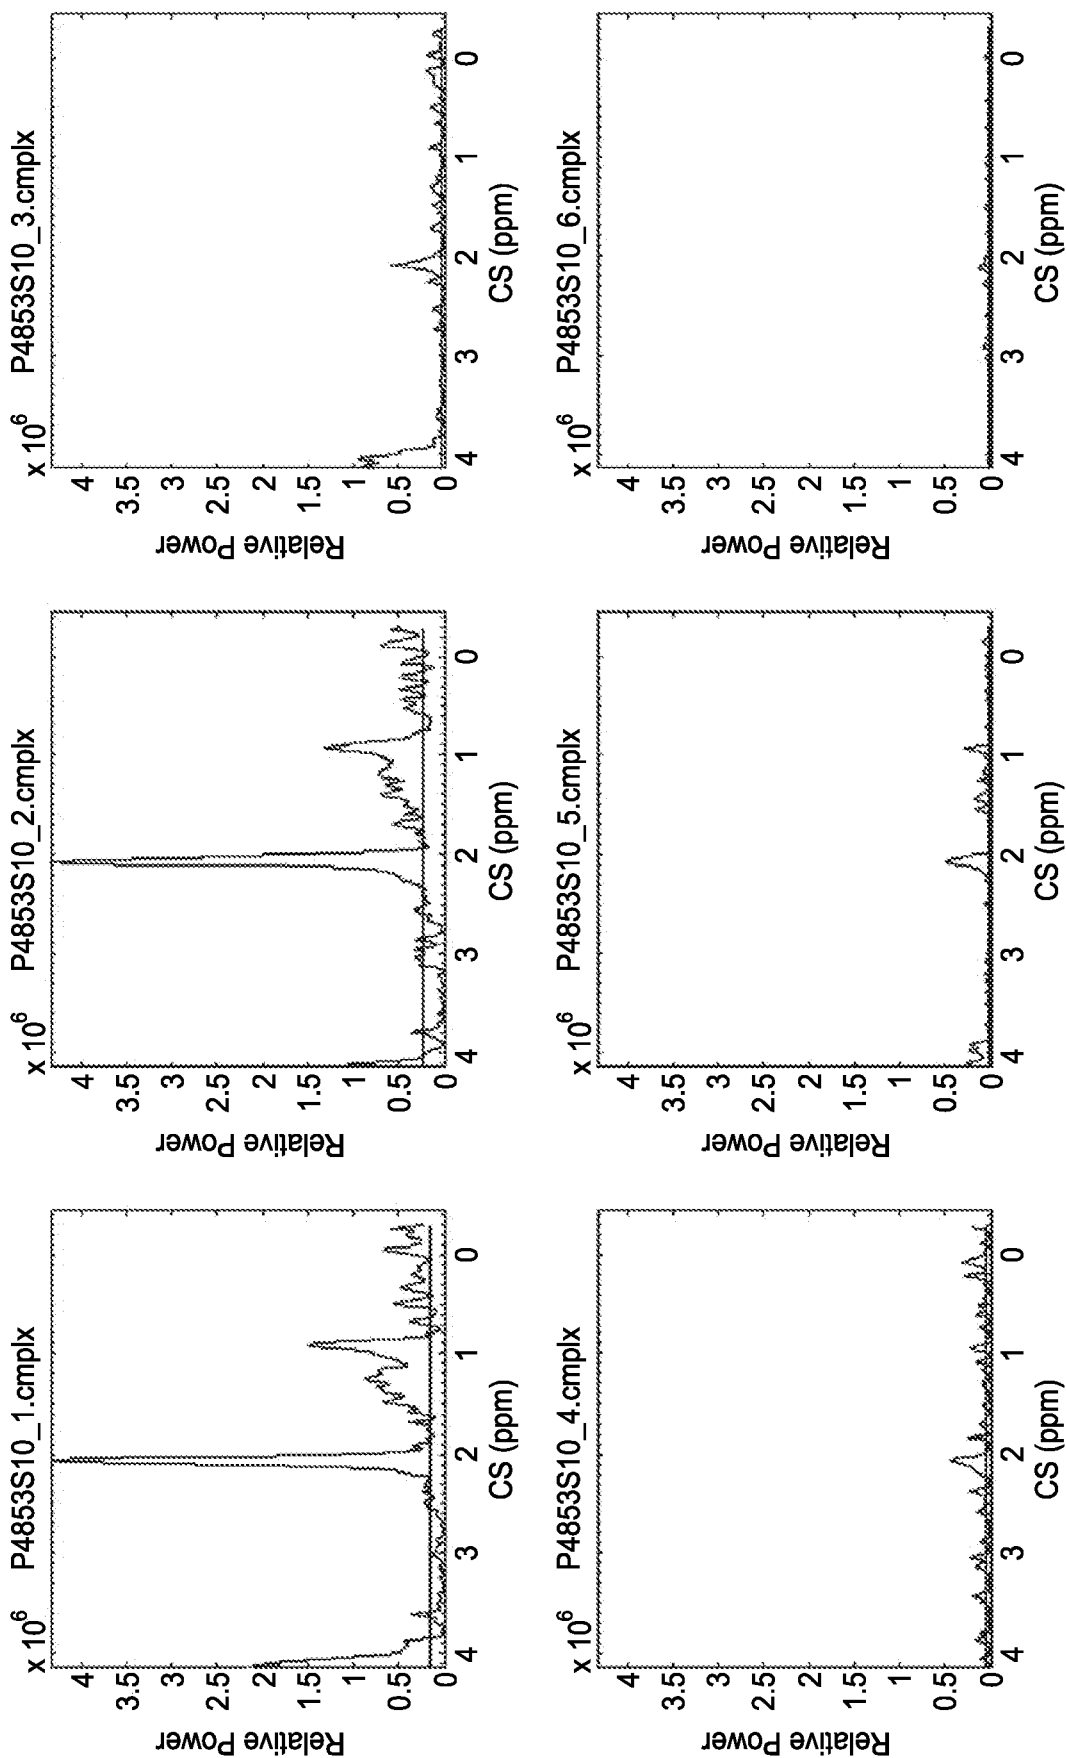 x 10^6 P4853S10_1.cmplx
4
3.5
3
2.5
2
1.5
1
0.5
0
Relative Power
4 3 2 1 0
CS (ppm)
x 10^6 P4853S10_2.cmplx
4
3.5
3
2.5
2
1.5
1
0.5
0
Relative Power
4 3 2 1 0
CS (ppm)
x 10^6 P4853S10_3.cmplx
4
3.5
3
2.5
2
1.5
1
0.5
0
Relative Power
4 3 2 1 0
CS (ppm)
x 10^6 P4853S10_4.cmplx
4
3.5
3
2.5
2
1.5
1
0.5
0
Relative Power
4 3 2 1 0
CS (ppm)
x 10^6 P4853S10_5.cmplx
4
3.5
3
2.5
2
1.5
1
0.5
0
Relative Power
4 3 2 1 0
CS (ppm)
x 10^6 P4853S10_6.cmplx
4
3.5
3
2.5
2
1.5
1
0.5
0
Relative Power
4 3 2 1 0
CS (ppm)